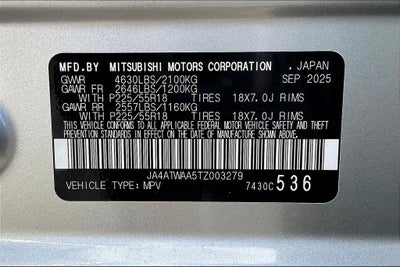 MFD.BY MITSUBISHI MOTORS CORPORATION , JAPAN
GVWR 4630LBS/2100KG SEP 2025
GAWR FR 2646LBS/1200KG
WITH P225/55R18 TIRES 18X7.0J RIMS
GAWR RR 2557LBS/1160KG
WITH P225/55R18 TIRES 18X7.0J RIMS
THIS VEHICLE CONFORMS TO ALL APPLICABLE FEDERAL MOTOR VEHICLE SAFETY AND
THEFT PREVENTION STANDARDS IN EFFECT ON THE DATE OF MANUFACTURE SHOWN ABOVE.
JA4ATWAA5TZ003279
VEHICLE TYPE: MPV 7430C536